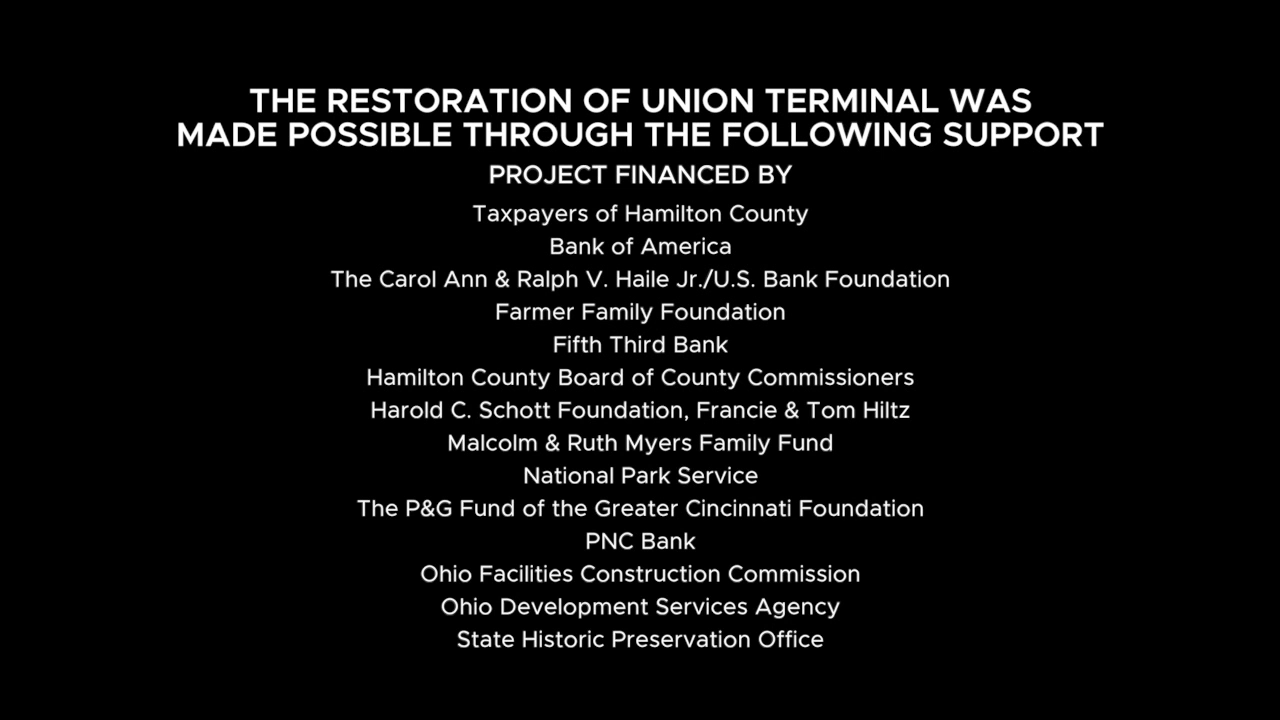 THE RESTORATION OF UNION TERMINAL WAS
MADE POSSIBLE THROUGH THE FOLLOWING SUPPORT
PROJECT FINANCED BY
Taxpayers of Hamilton County
Bank of America
The Carol Ann & Ralph V. Haile Jr./U.S. Bank Foundation
Farmer Family Foundation
Fifth Third Bank
Hamilton County Board of County Commissioners
Harold C. Schott Foundation, Francie & Tom Hiltz
Malcolm & Ruth Myers Family Fund
National Park Service
The P&G Fund of the Greater Cincinnati Foundation
PNC Bank
Ohio Facilities Construction Commission
Ohio Development Services Agency
State Historic Preservation Office